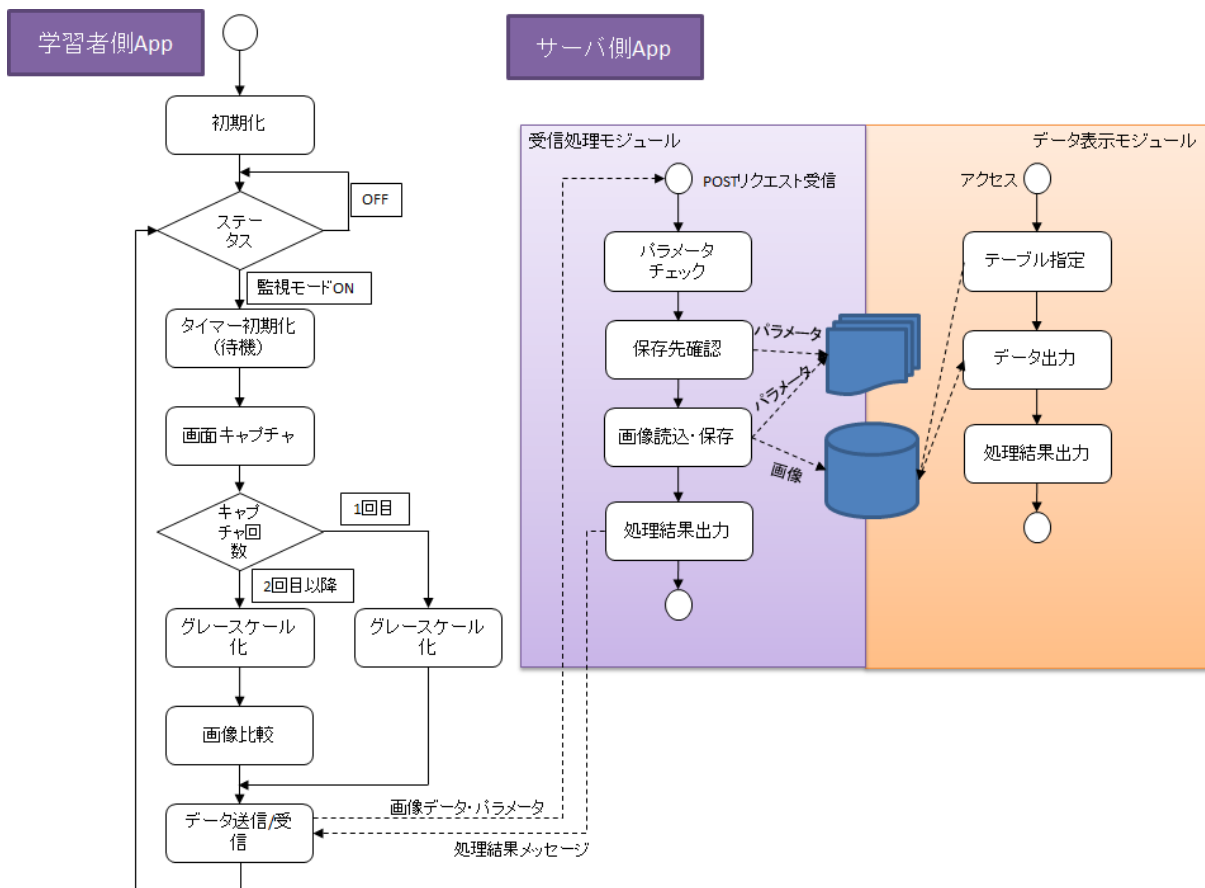 学習者側App
サーバ側App
初期化
OFF
ステー
タス
監視モードON
タイマー初期化
(待機)
画面キャプチャ
キャプ
チャ回
数
1回目
2回目以降
グレースケール
化
グレースケール
化
画像比較
データ送信/受
信
画像データ・パラメータ
処理結果メッセージ
受信処理モジュール
POSTリクエスト受信
パラメータ
チェック
保存先確認
パラメータ
パラメータ
画像読込・保存
画像
処理結果出力
データ表示モジュール
アクセス
テーブル指定
データ出力
処理結果出力